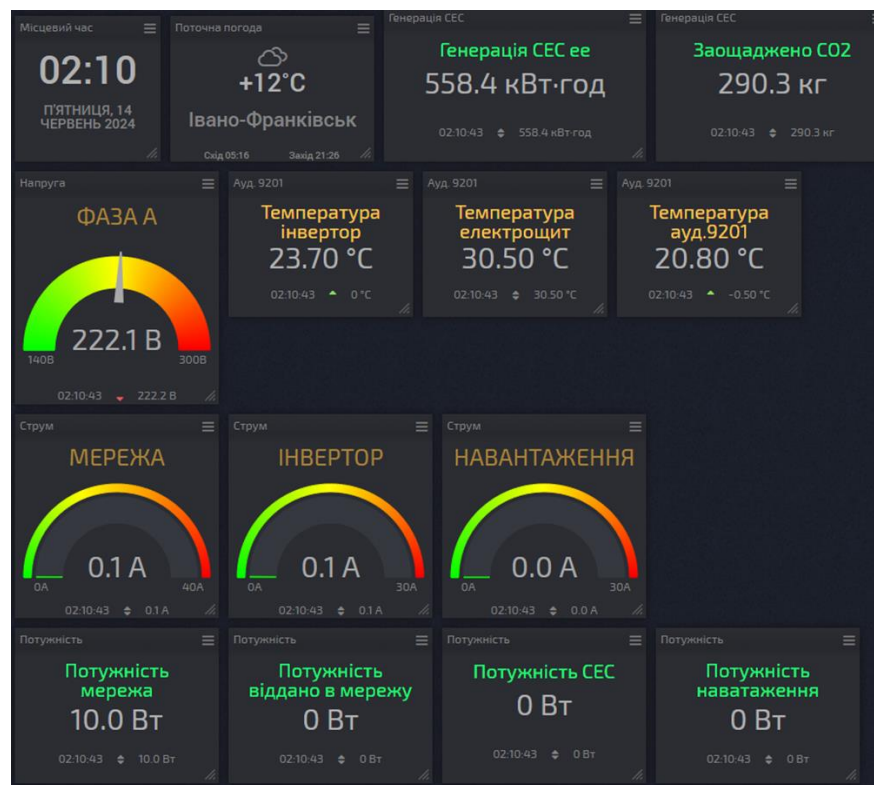 Місцевий час
02:10
П'ЯТНИЦЯ, 14
ЧЕРВЕНЬ 2024
Поточна погода
+12°C
Івано-Франківськ
Схід 05:16 Захід 21:26
Генерація СЕС
Генерація СЕС ее
558.4 кВт·год
02:10:43 558.4 кВт·год
Генерація СЕС
Заощаджено СО2
290.3 кг
02:10:43 290.3 кг
Напруга
ФАЗА А
222.1 В
140В 300В
02:10:43 222.2 В
Ауд. 9201
Температура
інвертор
23.70 °C
02:10:43 0 °C
Ауд. 9201
Температура
електрощит
30.50 °C
02:10:43 30.50 °C
Ауд. 9201
Температура
ауд.9201
20.80 °C
02:10:43 -0.50 °C
Струм
МЕРЕЖА
0.1 А
0А 40А
02:10:43 0.1 А
Струм
ІНВЕРТОР
0.1 А
0А 30А
02:10:43 0.1 А
Струм
НАВАНТАЖЕННЯ
0.0 А
0А 30А
02:10:43 0.0 А
Потужність
Потужність
мережа
10.0 Вт
02:10:43 10.0 Вт
Потужність
Потужність
віддано в мережу
0 Вт
02:10:43 0 Вт
Потужність
Потужність СЕС
0 Вт
02:10:43 0 Вт
Потужність
Потужність
наватаження
0 Вт
02:10:43 0 Вт